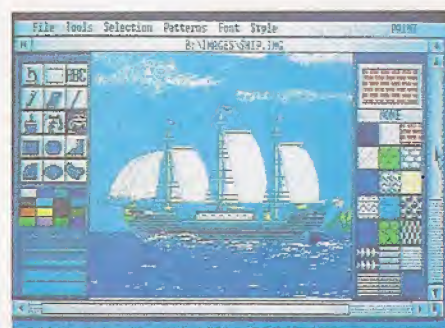 File Tools Selection Patterns Font Style PAINT
B:\IMAGES\SHIP.IMG
ABC
NONE